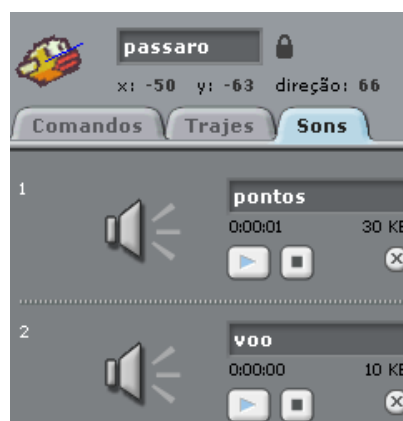 passaro
x: -50 y: -63 direção: 66
Comandos Trajes Sons
1
pontos
0:00:01 30 KB
2
voo
0:00:00 10 KB